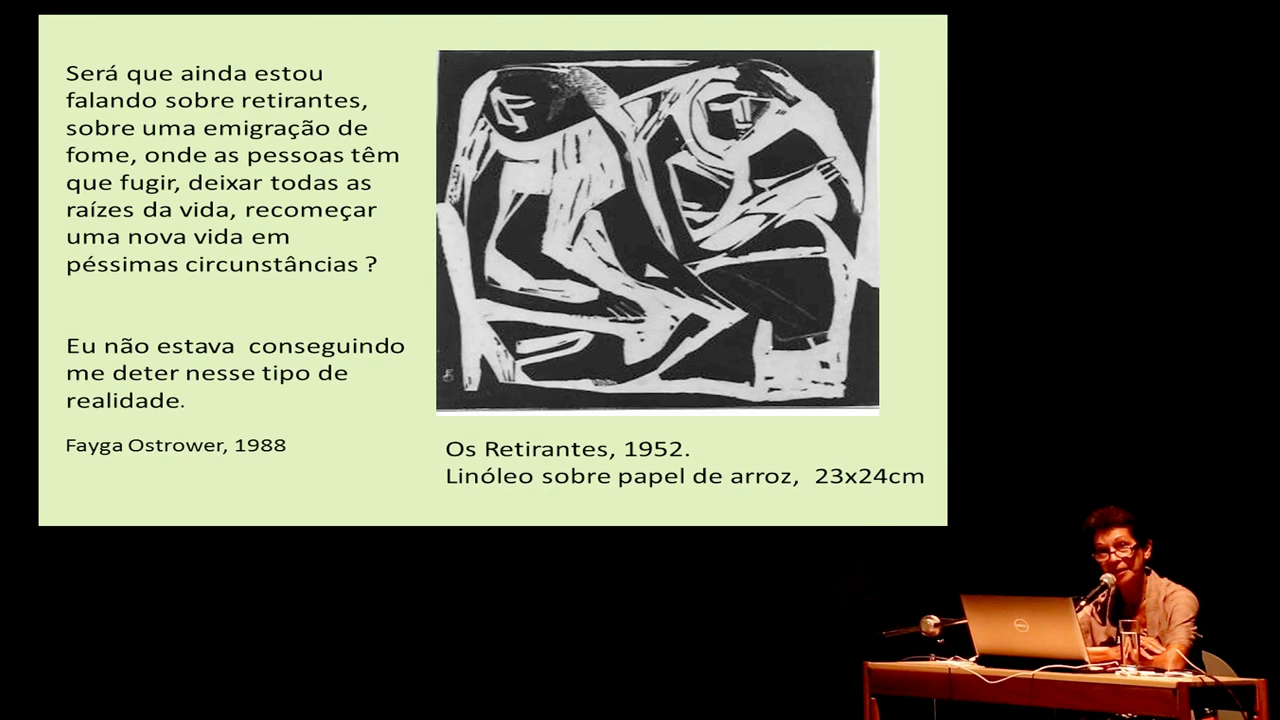 Será que ainda estou
falando sobre retirantes,
sobre uma emigração de
fome, onde as pessoas têm
que fugir, deixar todas as
raízes da vida, recomeçar
uma nova vida em
péssimas circunstâncias ?
Eu não estava conseguindo
me deter nesse tipo de
realidade.
Fayga Ostrower, 1988
Os Retirantes, 1952.
Linóleo sobre papel de arroz, 23x24cm